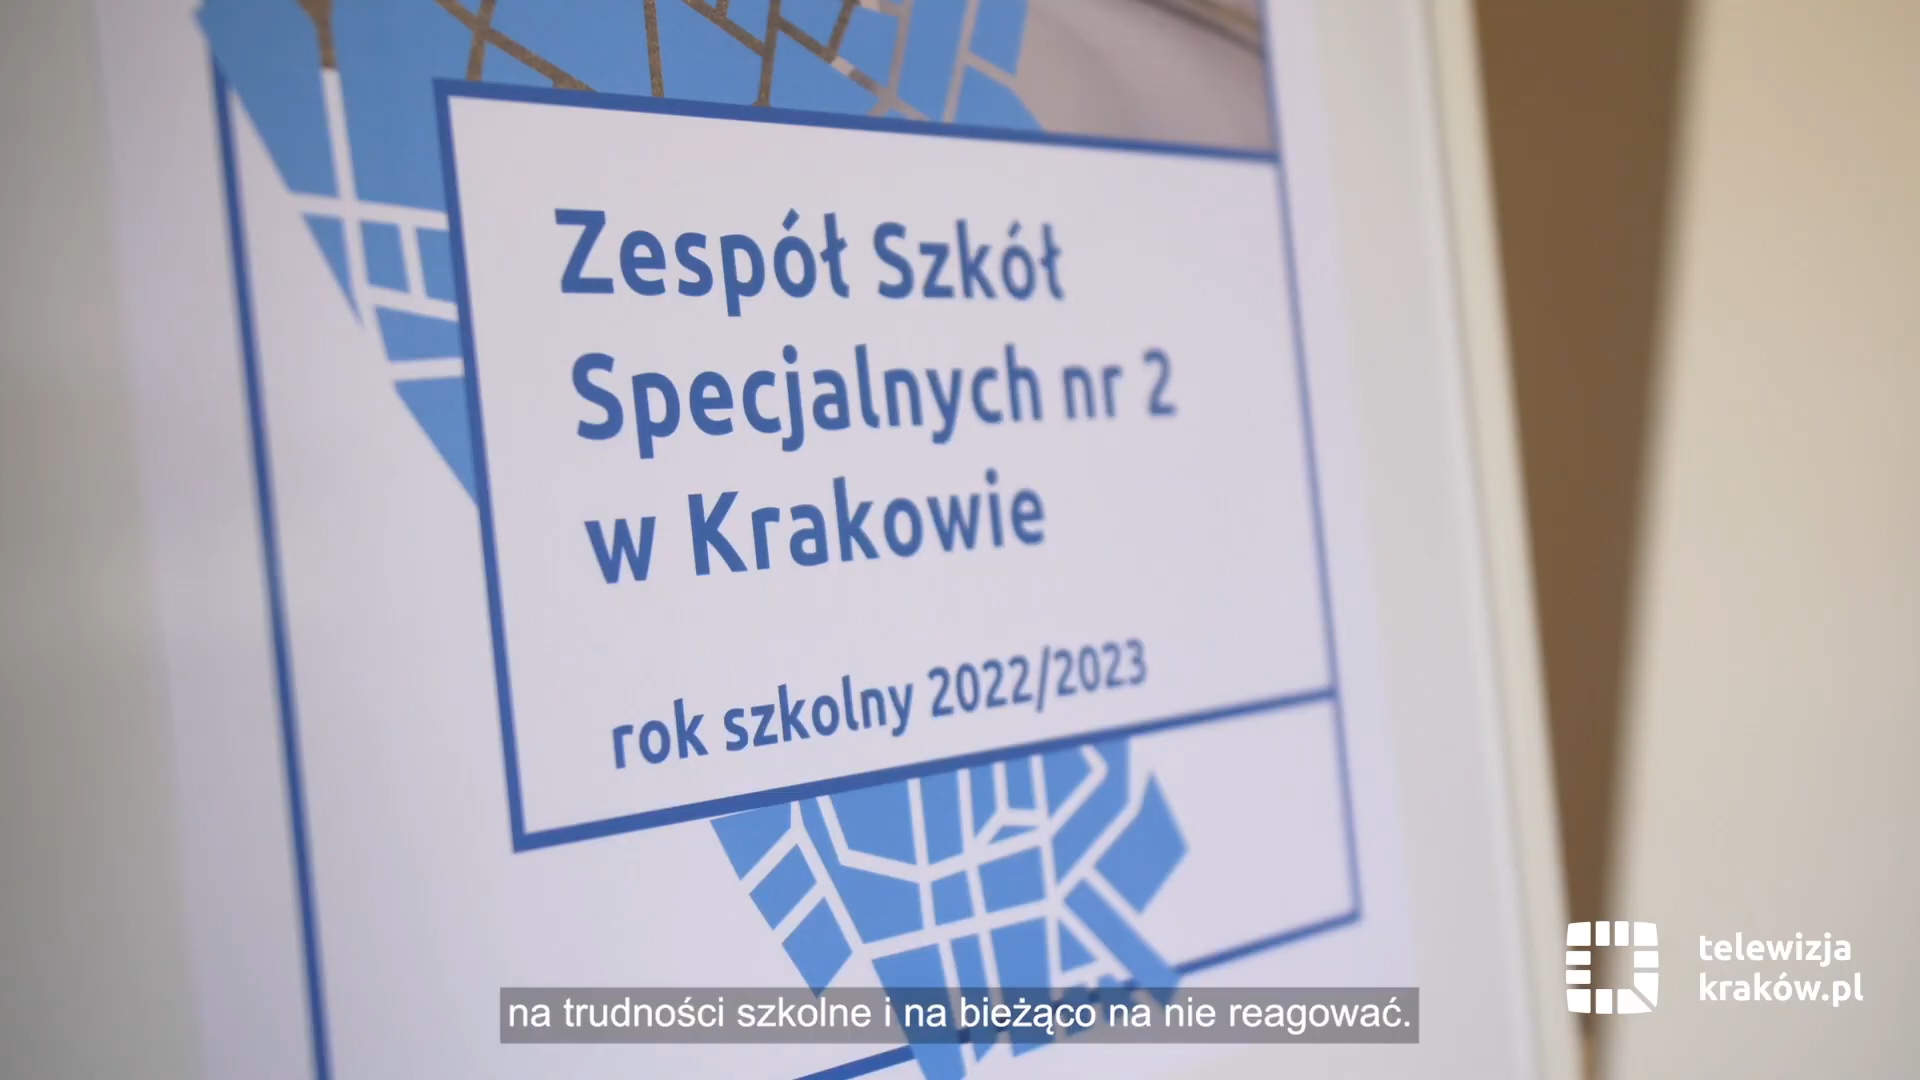 Zespół Szkół
Specjalnych nr 2
w Krakowie
rok szkolny 2022/2023
na trudności szkolne i na bieżąco na nie reagować.
telewizja
kraków.pl